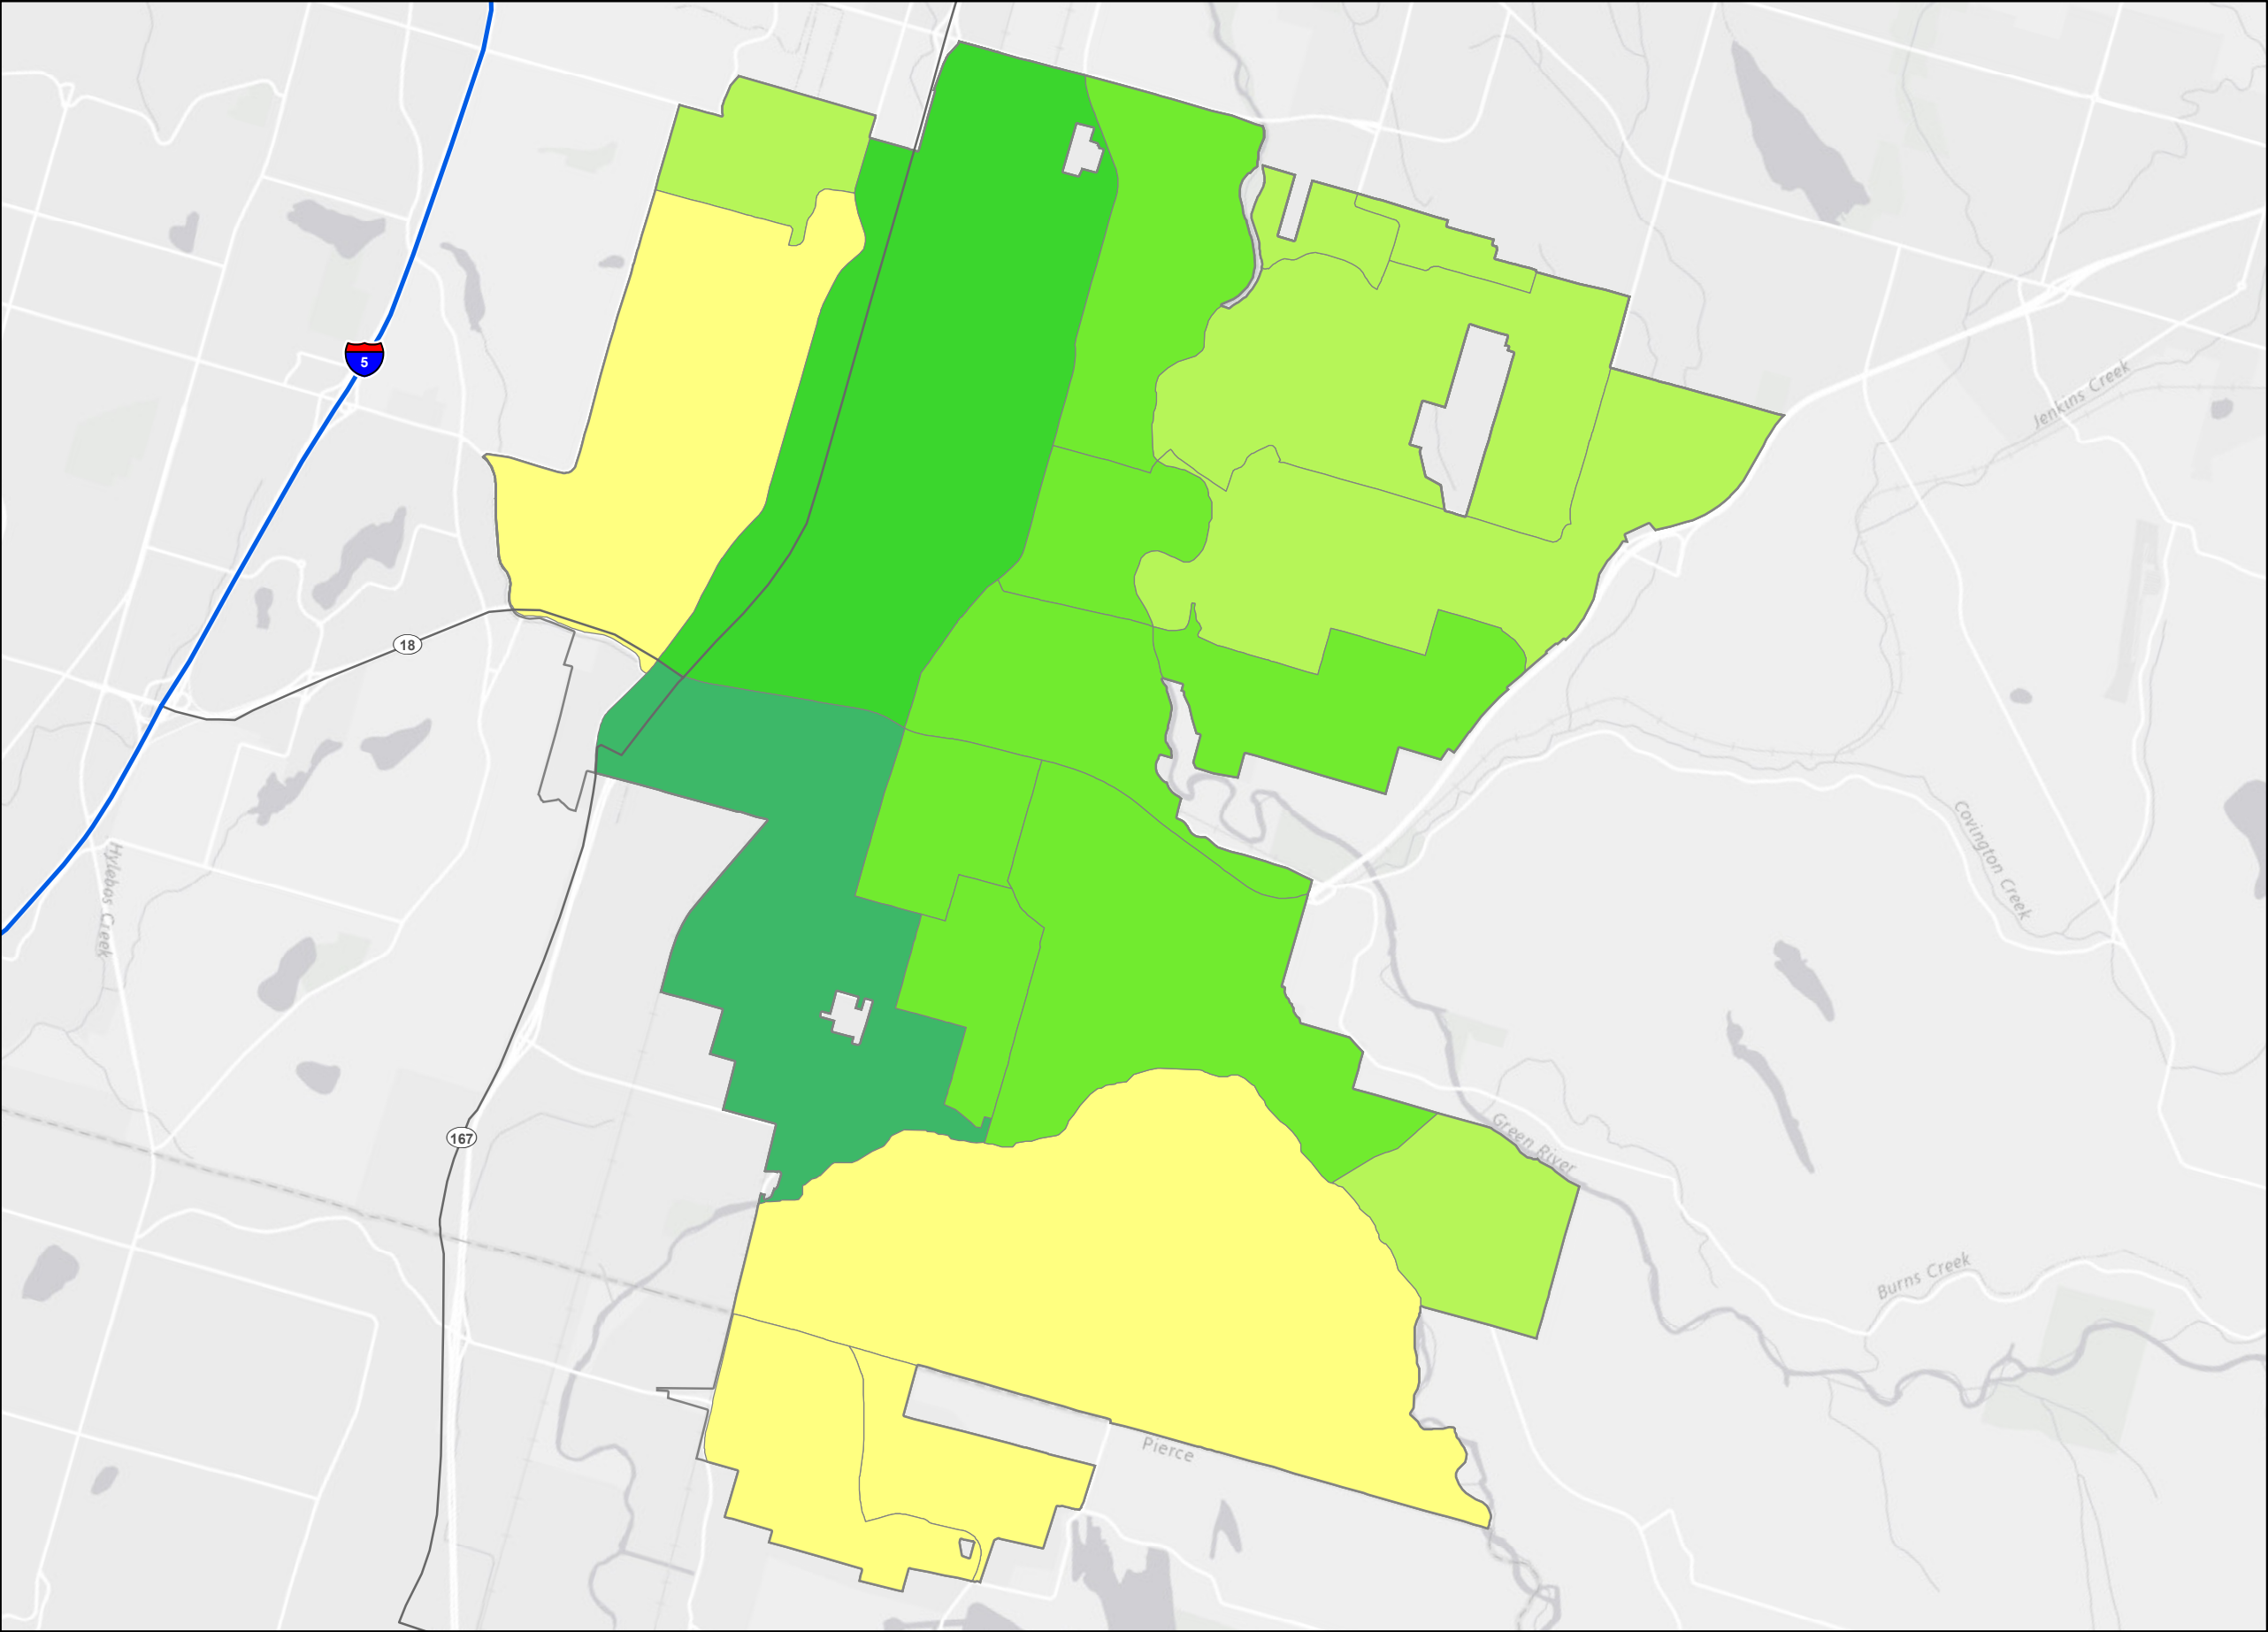 5
Jenkins Creek
18
Covington Creek
Hylebos Creek
167
Green River
Burns Creek
Pierce